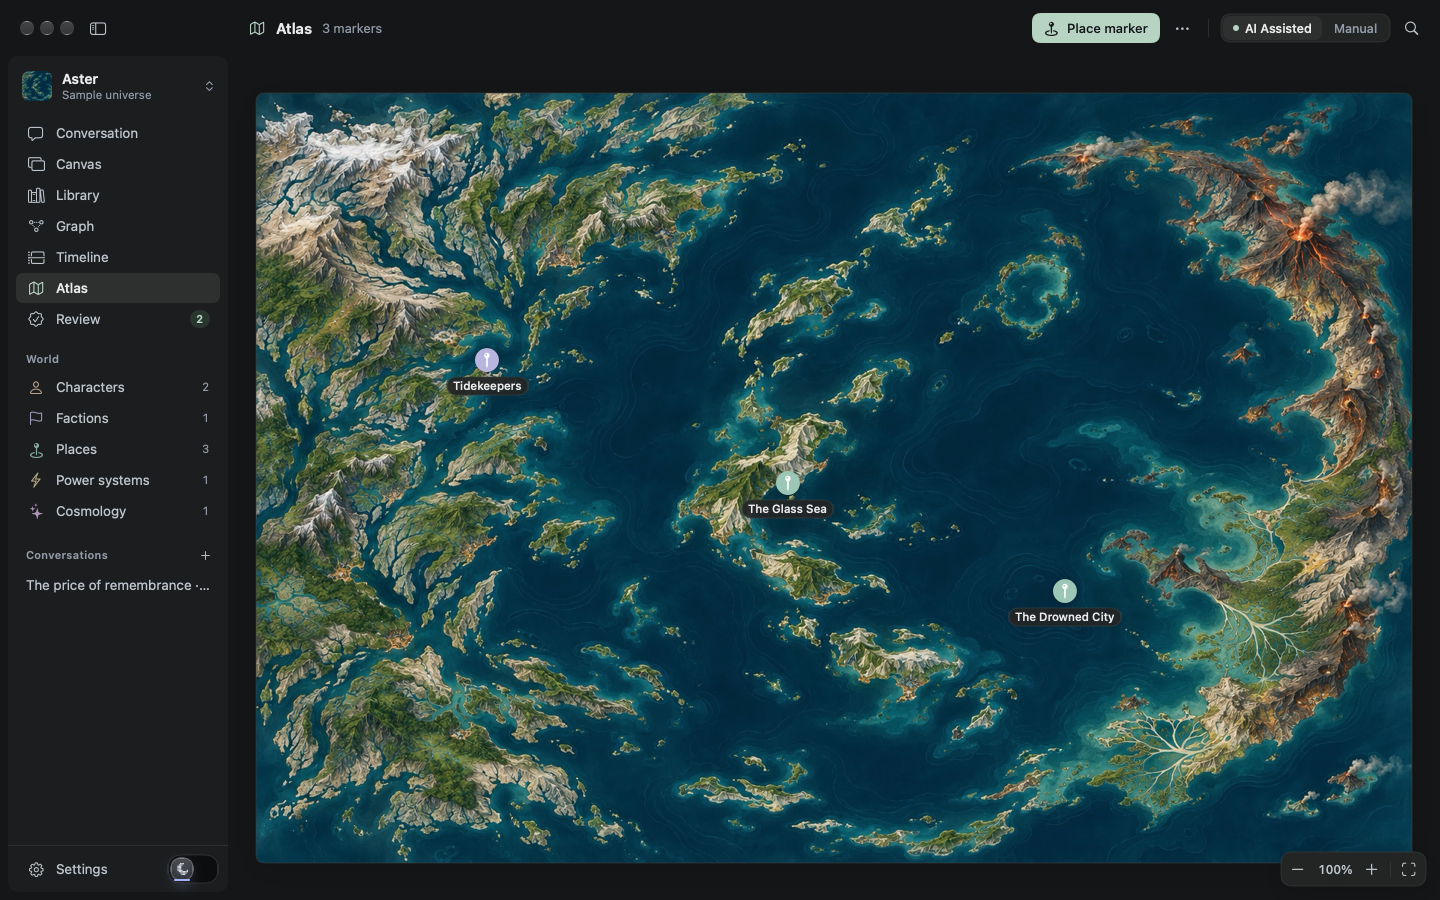 Atlas 3 markers
Place marker
AI Assisted
Manual
Aster
Sample universe
Conversation
Canvas
Library
Graph
Timeline
Atlas
Review 2
World
Characters 2
Factions 1
Places 3
Power systems 1
Cosmology 1
Conversations
The price of remembrance ·...
Settings
Tidekeepers
The Glass Sea
The Drowned City
100%